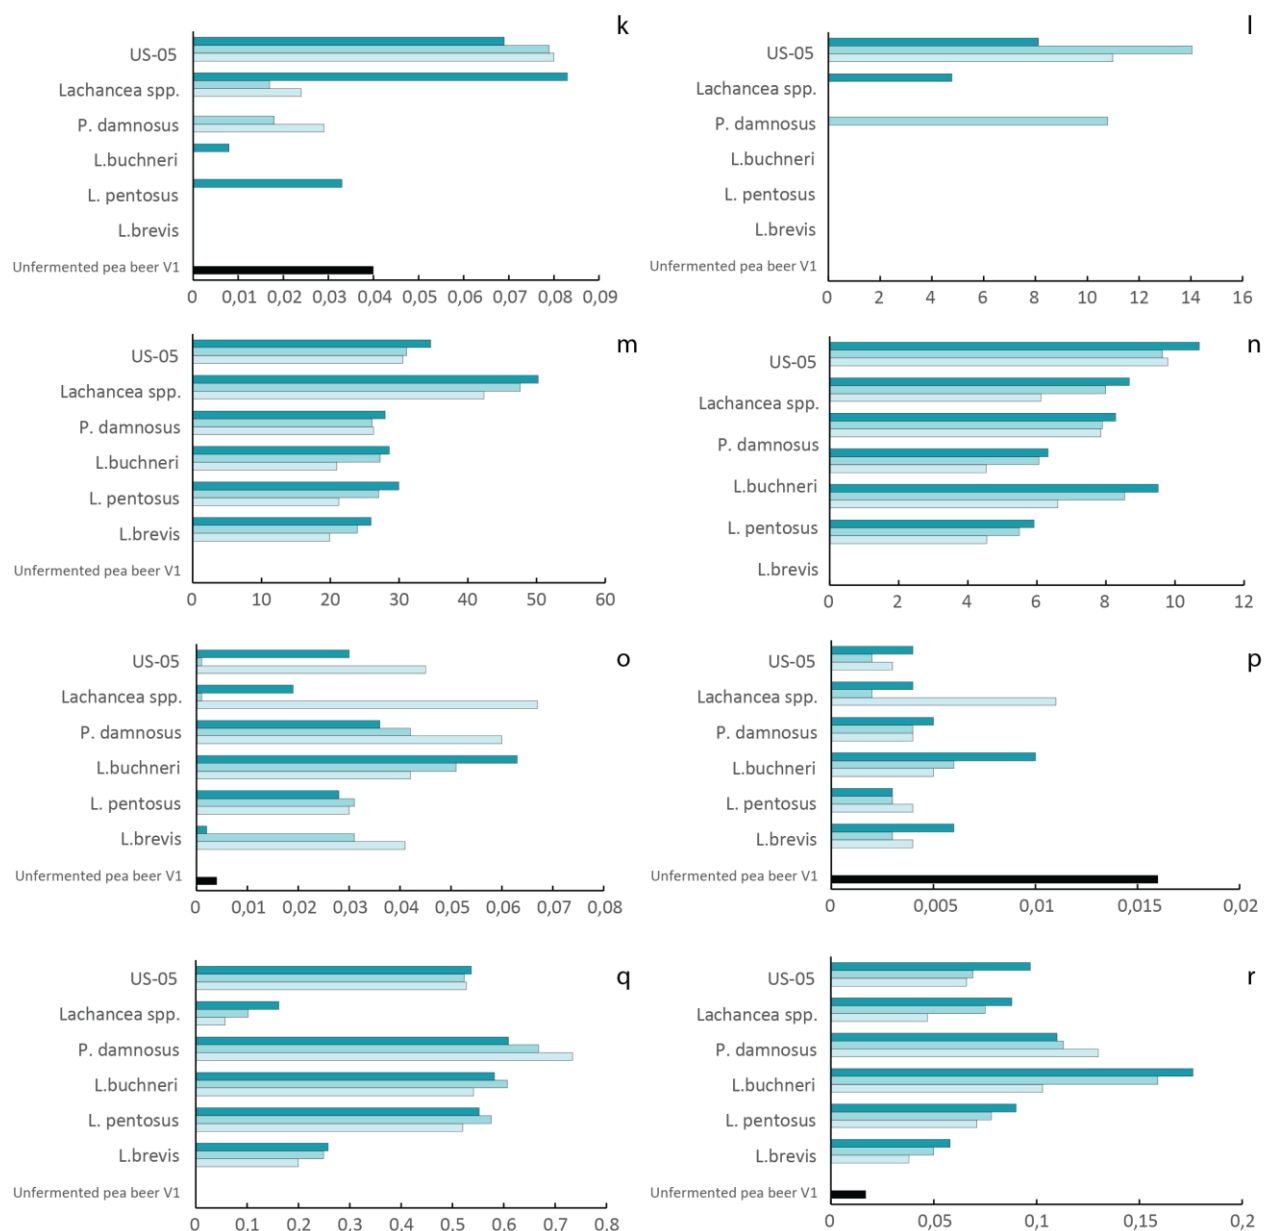 k
US-05
Lachancea spp.
P. damnosus
L.buchneri
L. pentosus
L.brevis
Unfermented pea beer V1
0 0,01 0,02 0,03 0,04 0,05 0,06 0,07 0,08 0,09
l
US-05
Lachancea spp.
P. damnosus
L.buchneri
L. pentosus
L.brevis
Unfermented pea beer V1
0 2 4 6 8 10 12 14 16
m
US-05
Lachancea spp.
P. damnosus
L.buchneri
L. pentosus
L.brevis
Unfermented pea beer V1
0 10 20 30 40 50 60
n
US-05
Lachancea spp.
P. damnosus
L.buchneri
L. pentosus
L.brevis
0 2 4 6 8 10 12
o
US-05
Lachancea spp.
P. damnosus
L.buchneri
L. pentosus
L.brevis
Unfermented pea beer V1
0 0,01 0,02 0,03 0,04 0,05 0,06 0,07 0,08
p
US-05
Lachancea spp.
P. damnosus
L.buchneri
L. pentosus
L.brevis
Unfermented pea beer V1
0 0,005 0,01 0,015 0,02
q
US-05
Lachancea spp.
P. damnosus
L.buchneri
L. pentosus
L.brevis
Unfermented pea beer V1
0 0,1 0,2 0,3 0,4 0,5 0,6 0,7 0,8
r
US-05
Lachancea spp.
P. damnosus
L.buchneri
L. pentosus
L.brevis
Unfermented pea beer V1
0 0,05 0,1 0,15 0,2